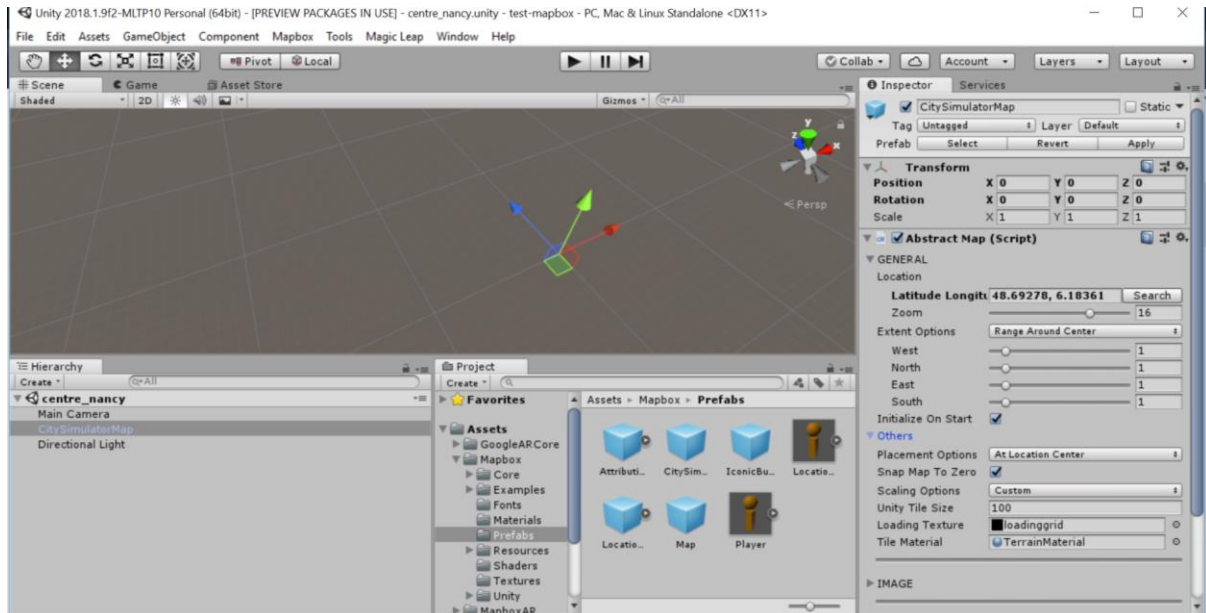 Unity 2018.1.9f2-MLTP10 Personal (64bit) - [PREVIEW PACKAGES IN USE] - centre_nancy.unity - test-mapbox - PC, Mac & Linux Standalone <DX11>
File Edit Assets GameObject Component Mapbox Tools Magic Leap Window Help
Pivot Local Collab Account Layers Layout
Scene Game Asset Store
Shaded 2D Gizmos All
y
z x
Persp
Hierarchy
Create All
centre_nancy
Main Camera
CitySimulatorMap
Directional Light
Project
Create
Favorites
Assets
GoogleARCore
Mapbox
Core
Examples
Fonts
Materials
Prefabs
Resources
Shaders
Textures
Unity
MapboxAR
Assets Mapbox Prefabs
Attributi... CitySim... IconicBu... Locatio...
Locatio... Map Player
Inspector Services
CitySimulatorMap Static
Tag Untagged Layer Default
Prefab Select Revert Apply
Transform
Position X 0 Y 0 Z 0
Rotation X 0 Y 0 Z 0
Scale X 1 Y 1 Z 1
Abstract Map (Script)
GENERAL
Location
Latitude Longitu 48.69278, 6.18361 Search
Zoom 16
Extent Options Range Around Center
West 1
North 1
East 1
South 1
Initialize On Start
Others
Placement Options At Location Center
Snap Map To Zero
Scaling Options Custom
Unity Tile Size 100
Loading Texture loadinggrid
Tile Material TerrainMaterial
IMAGE